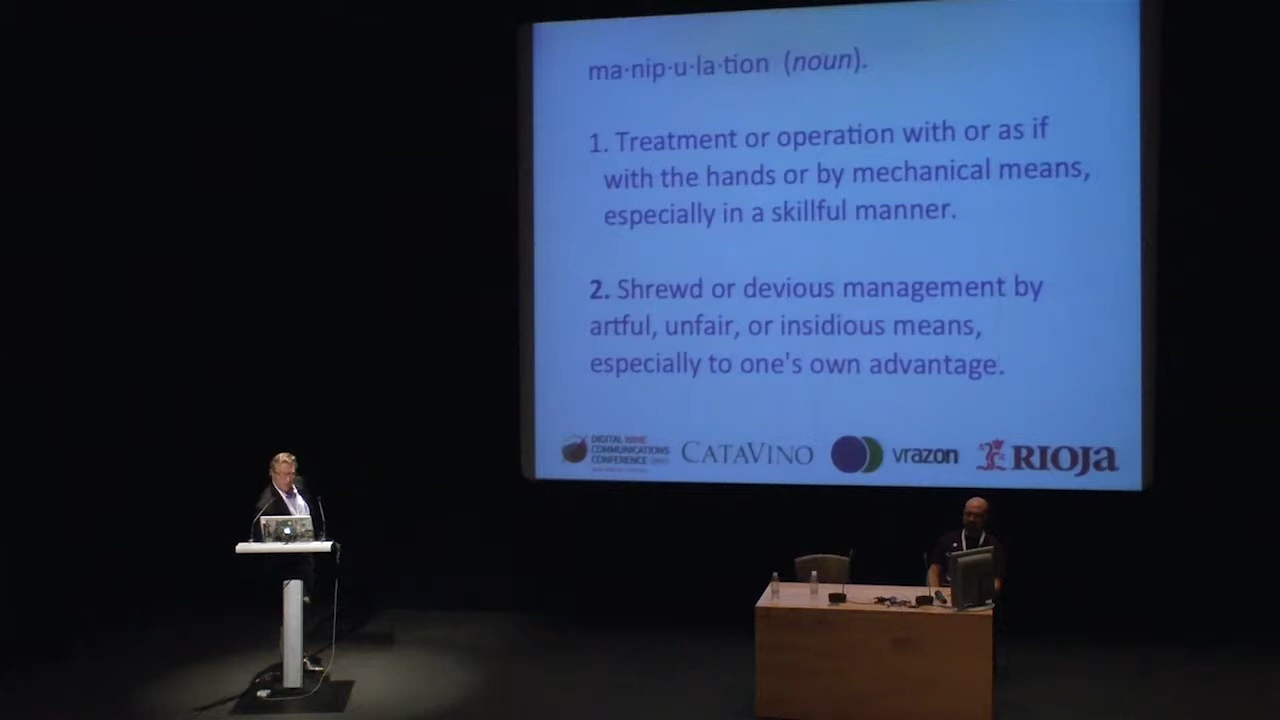 ma·nip·u·la·tion (noun).
1. Treatment or operation with or as if
with the hands or by mechanical means,
especially in a skillful manner.
2. Shrewd or devious management by
artful, unfair, or insidious means,
especially to one's own advantage.
DIGITAL WINE
COMMUNICATIONS
CONFERENCE
CATAVINO
vrazon
RIOJA